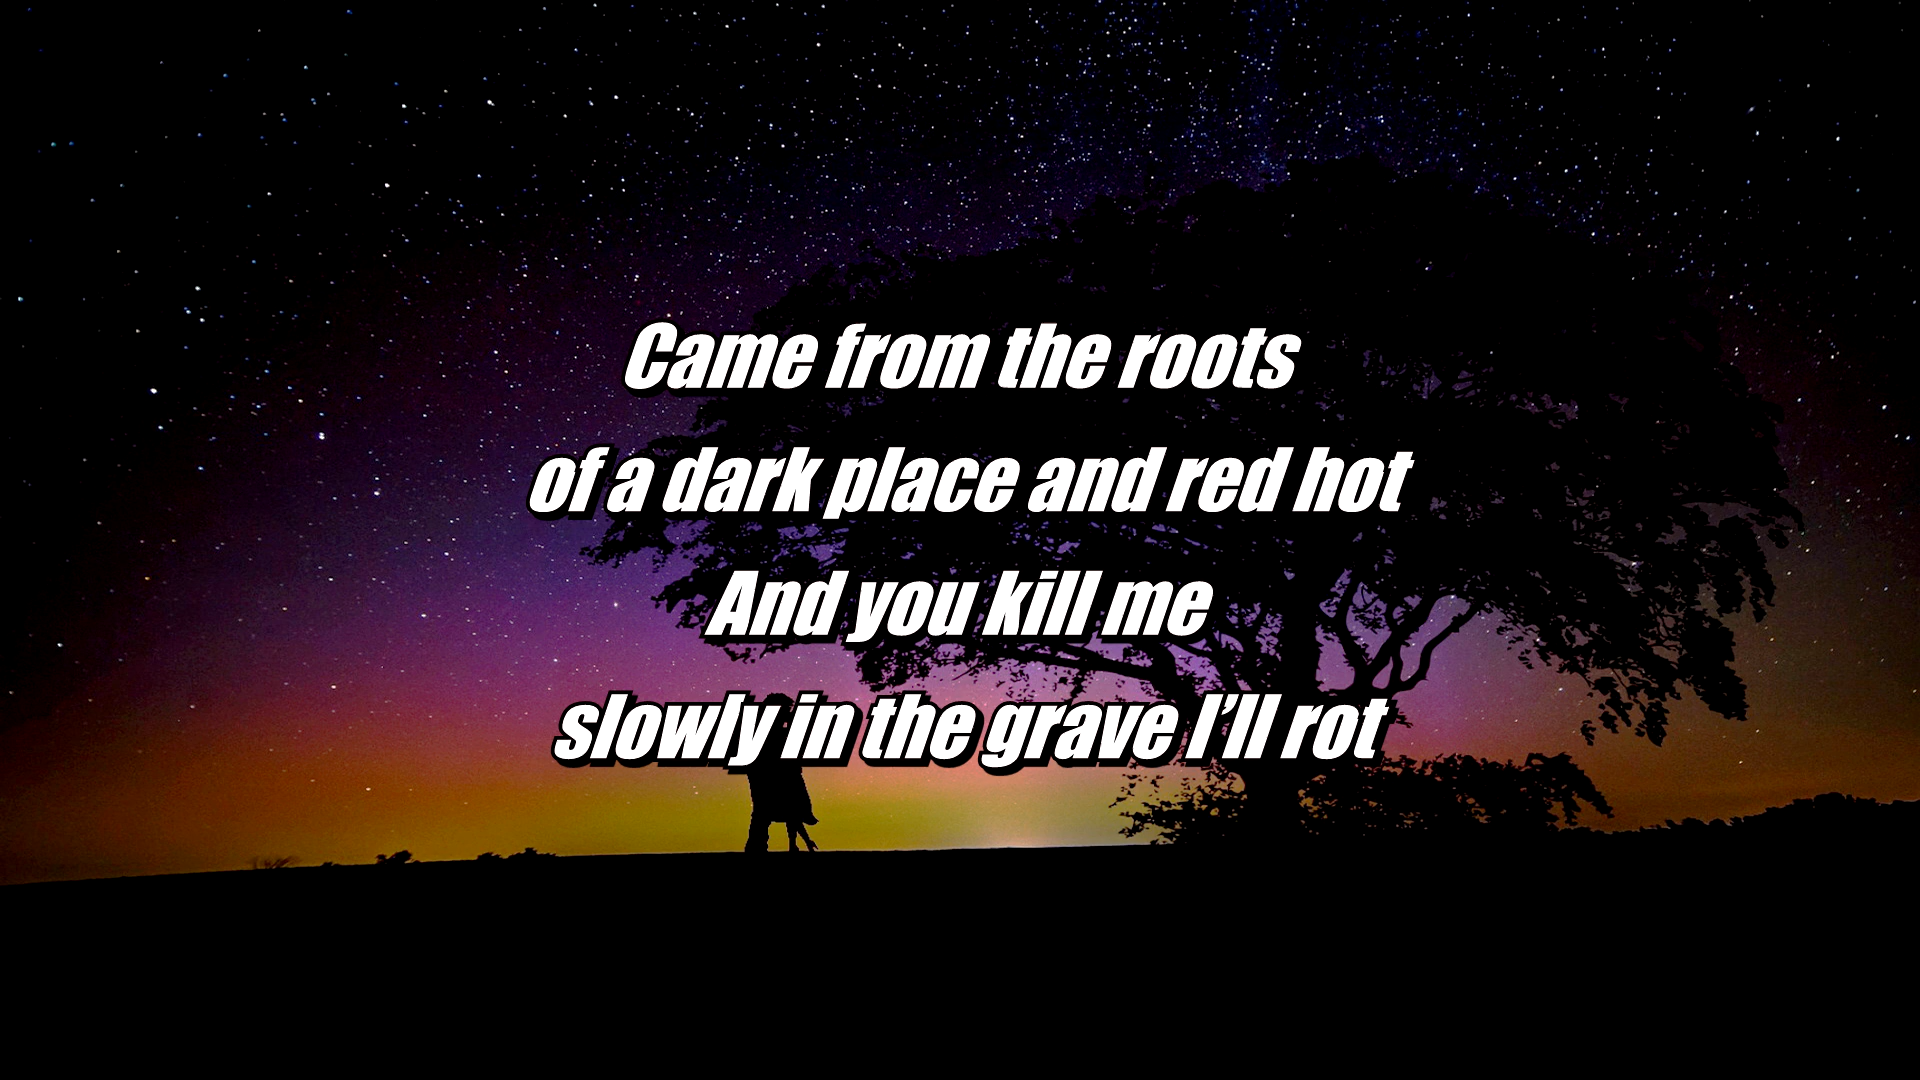 Came from the roots
of a dark place and red hot
And you kill me
slowly in the grave I’ll rot